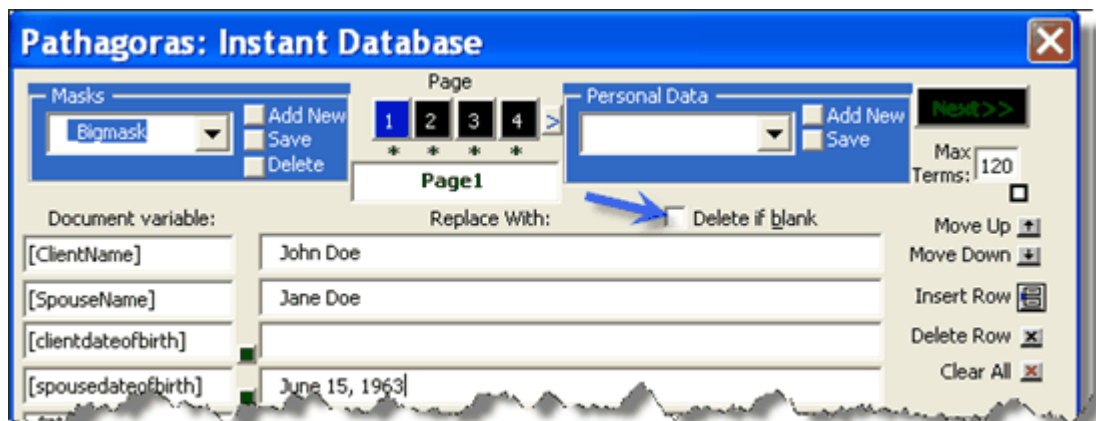 Pathagoras: Instant Database
Masks
Bigmask
Add New
Save
Delete
Page
1 2 3 4 >
* * * *
Page1
Personal Data
Add New
Save
Next>>
Max Terms: 120
Document variable:
Replace With:
Delete if blank
Move Up
Move Down
Insert Row
Delete Row
Clear All
[ClientName]
John Doe
[SpouseName]
Jane Doe
[clientdateofbirth]
[spousedateofbirth]
June 15, 1963